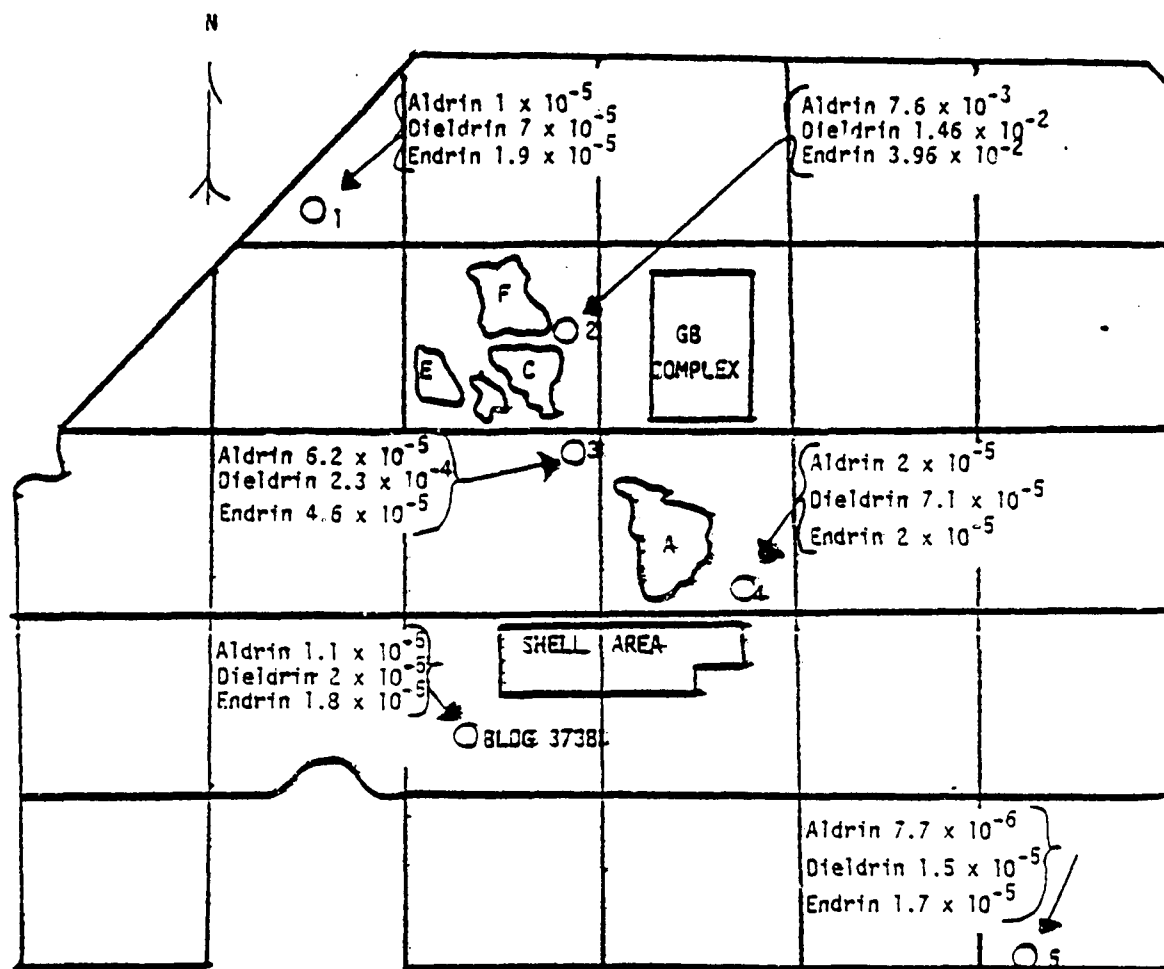 N
Aldrin 1 x 10⁻⁵
Dieldrin 7 x 10⁻⁵
Endrin 1.9 x 10⁻⁵
Aldrin 7.6 x 10⁻³
Dieldrin 1.46 x 10⁻²
Endrin 3.96 x 10⁻²
1
F
2
GB
COMPLEX
E
C
Aldrin 6.2 x 10⁻⁵
Dieldrin 2.3 x 10⁻⁴
Endrin 4.6 x 10⁻⁵
3
Aldrin 2 x 10⁻⁵
Dieldrin 7.1 x 10⁻⁵
Endrin 2 x 10⁻⁵
A
4
Aldrin 1.1 x 10⁻⁵
Dieldrin 2 x 10⁻⁵
Endrin 1.8 x 10⁻⁵
SHELL AREA
BLDG
Aldrin 7.7 x 10⁻⁶
Dieldrin 1.5 x 10⁻⁵
Endrin 1.7 x 10⁻⁵
5